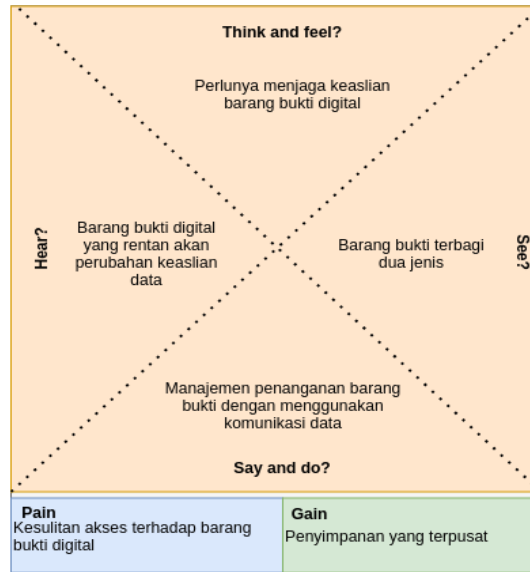 Think and feel?
Perlunya menjaga keaslian
barang bukti digital
Hear?
Barang bukti digital
yang rentan akan
perubahan keaslian
data
Barang bukti terbagi
dua jenis
See?
Manajemen penanganan barang
bukti dengan menggunakan
komunikasi data
Say and do?
Pain
Kesulitan akses terhadap barang
bukti digital
Gain
Penyimpanan yang terpusat